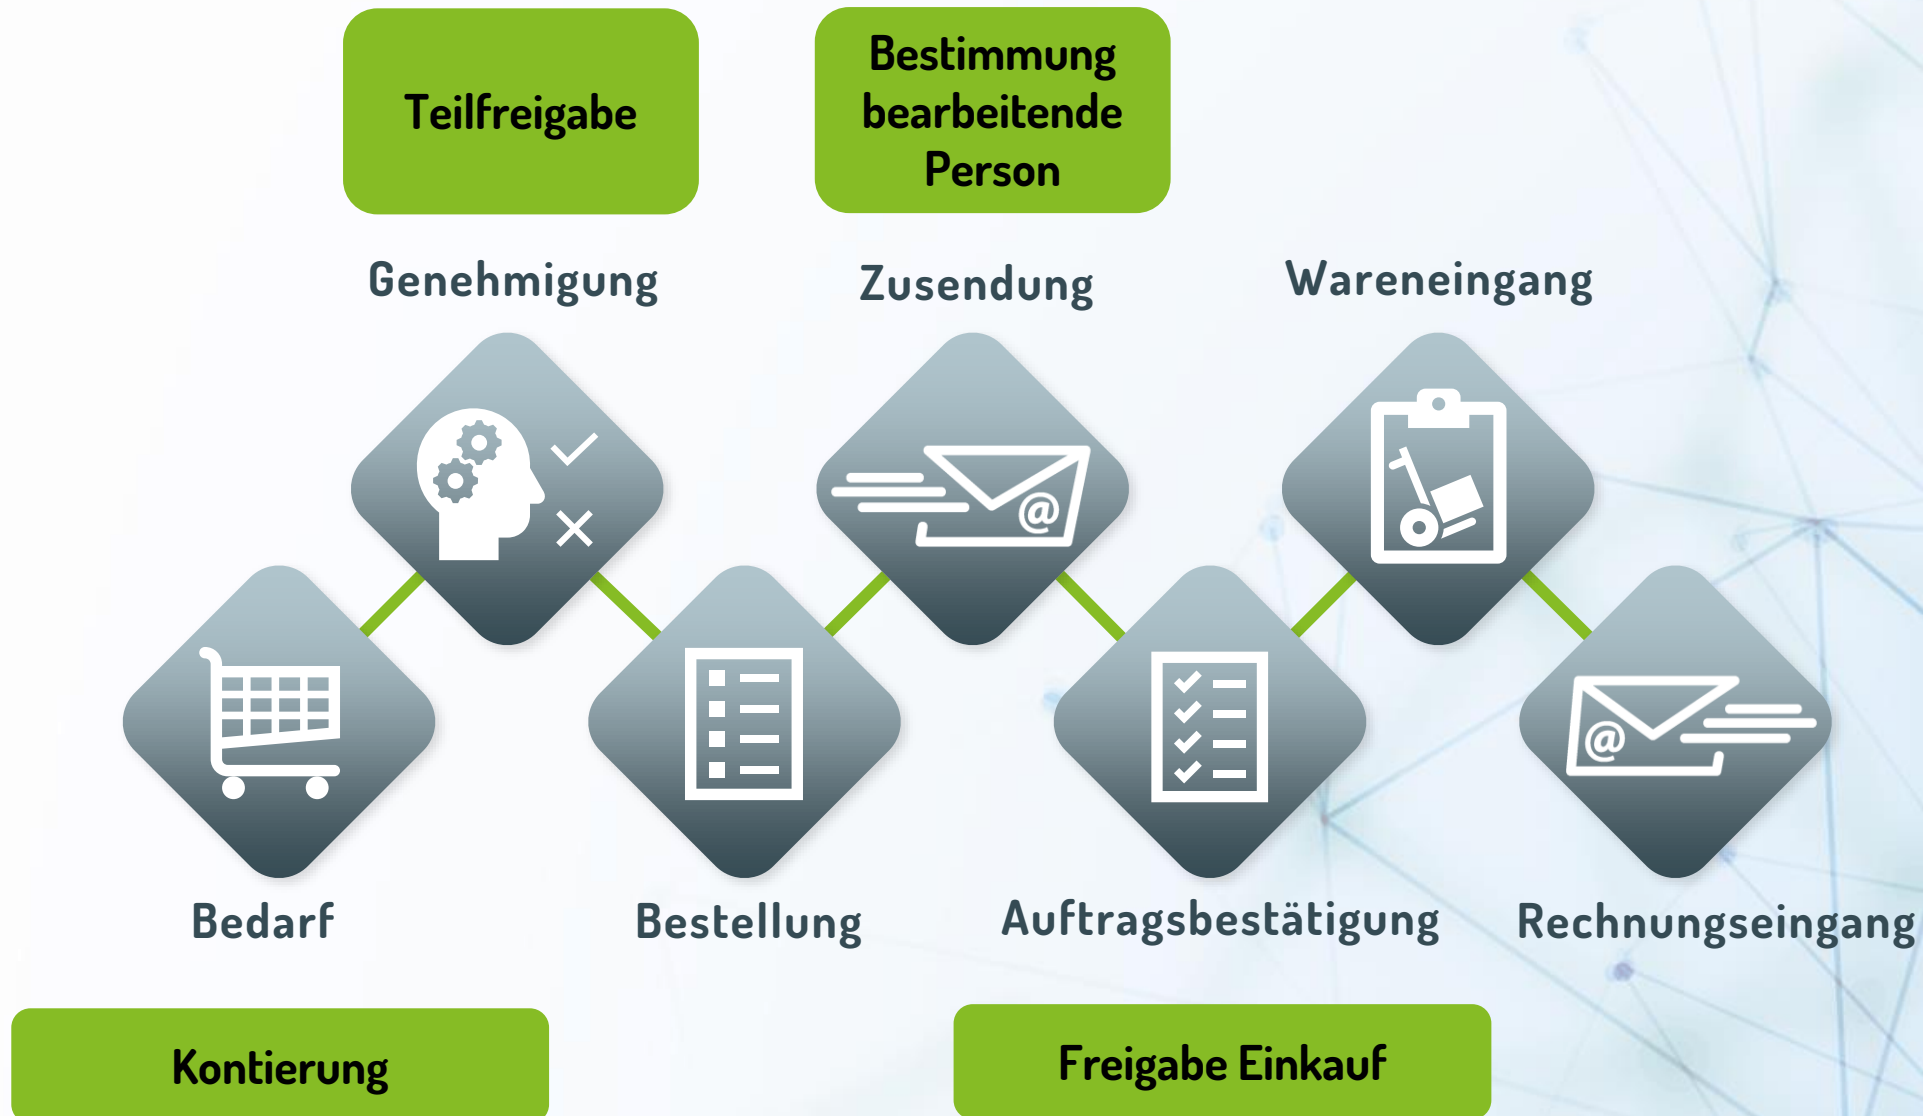 Teilfreigabe
Bestimmung
bearbeitende
Person
Genehmigung
Zusendung
Wareneingang
@
@
Bedarf
Bestellung
Auftragsbestätigung
Rechnungseingang
Kontierung
Freigabe Einkauf